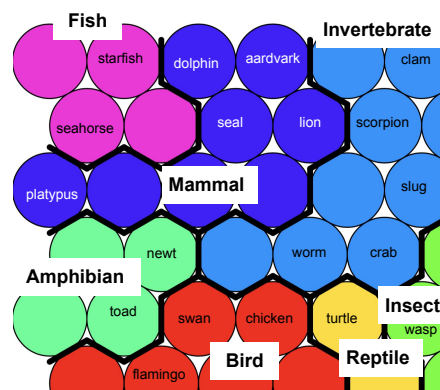 Fish
Invertebrate
starfish
dolphin
aardvark
clam
seahorse
seal
lion
scorpion
platypus
Mammal
slug
newt
worm
crab
Amphibian
toad
swan
chicken
turtle
Insect
wasp
Bird
Reptile
flamingo